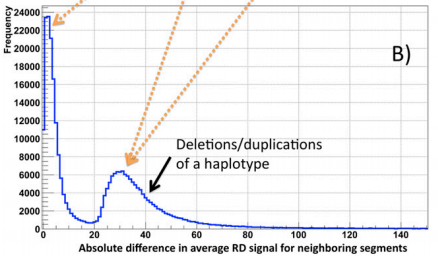 Frequency
24000
22000
20000
18000
16000
14000
12000
10000
8000
6000
4000
2000
0
B)
Deletions/duplications
of a haplotype
0 20 40 60 80 100 120 140
Absolute difference in average RD signal for neighboring segments